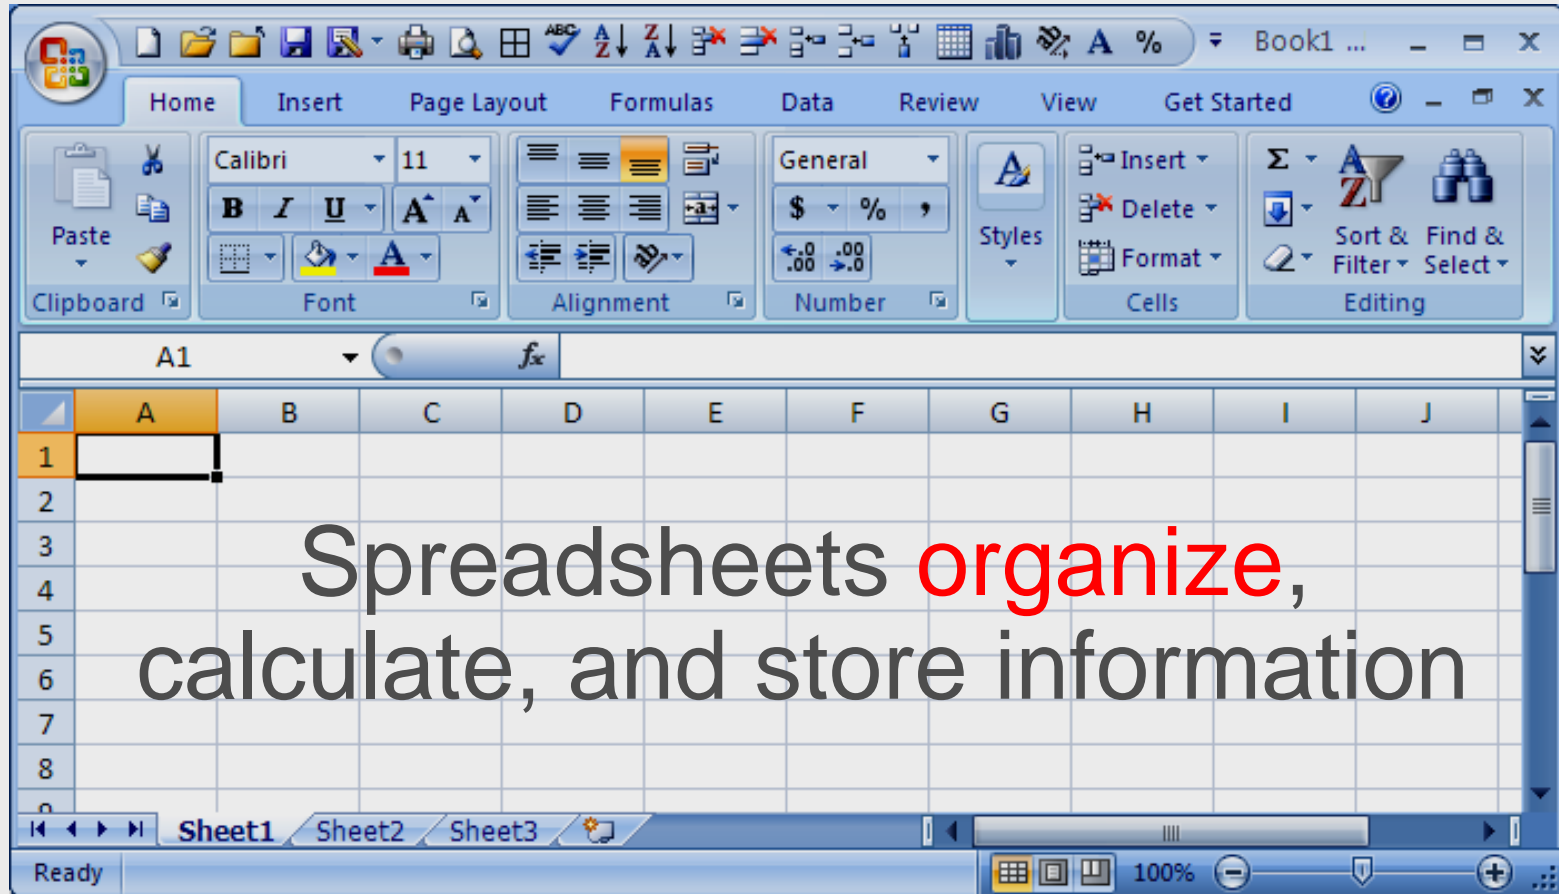 Book1 ...
Home Insert Page Layout Formulas Data Review View Get Started
Calibri 11 General Insert Σ
B I U A A $ % , Delete
Paste Styles Format Sort & Filter Find & Select
Clipboard Font Alignment Number Cells Editing
A1 fx
A B C D E F G H I J
1
2
3
4
5
6
7
8
Spreadsheets organize,
calculate, and store information
Sheet1 Sheet2 Sheet3
Ready 100%